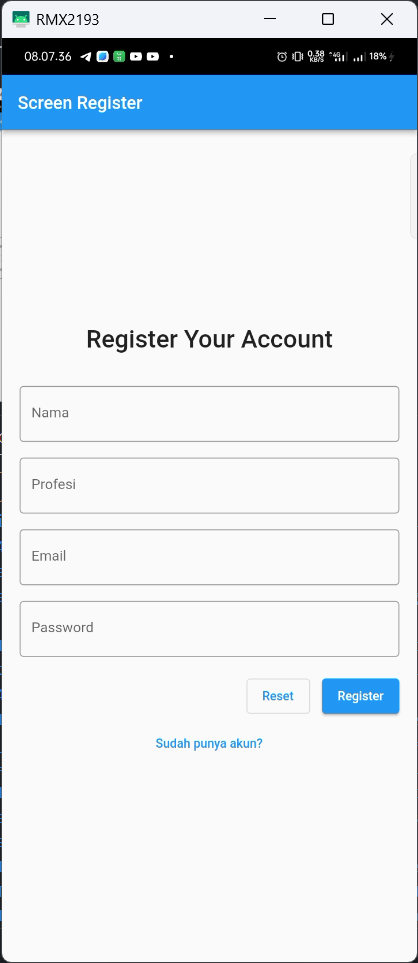 RMX2193
08.07.36 0.38 KB/S 4G 18%
Screen Register
Register Your Account
Nama
Profesi
Email
Password
Reset Register
Sudah punya akun?